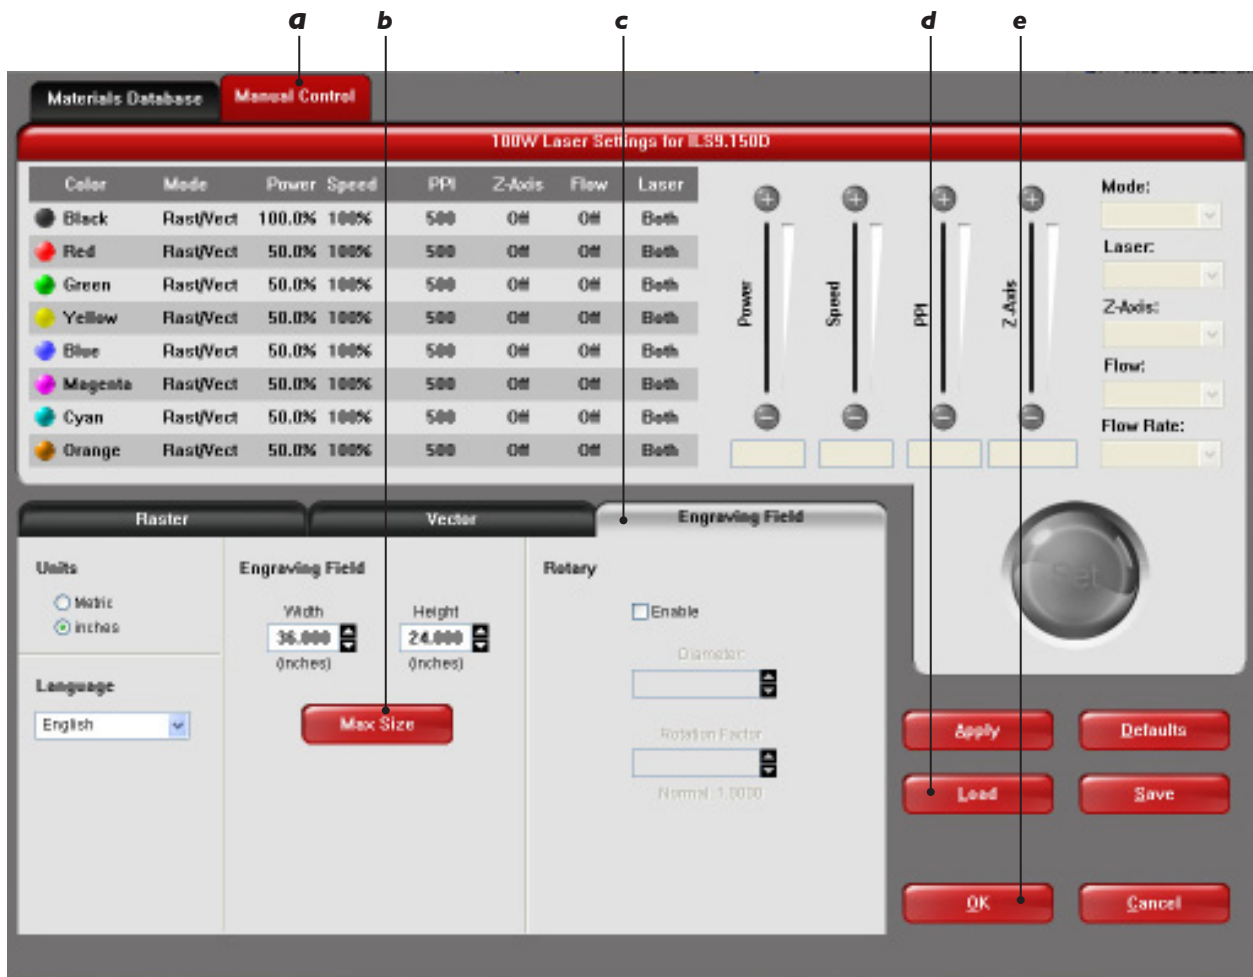 a b c d e
Materials Database Manual Control
100W Laser Settings for ILS9.150D
Color Mode Power Speed PPI Z-Axis Flow Laser
Black Rast/Vect 100.0% 100% 500 Off Off Both
Red Rast/Vect 50.0% 100% 500 Off Off Both
Green Rast/Vect 50.0% 100% 500 Off Off Both
Yellow Rast/Vect 50.0% 100% 500 Off Off Both
Blue Rast/Vect 50.0% 100% 500 Off Off Both
Magenta Rast/Vect 50.0% 100% 500 Off Off Both
Cyan Rast/Vect 50.0% 100% 500 Off Off Both
Orange Rast/Vect 50.0% 100% 500 Off Off Both
Power Speed PPI Z-Axis
Mode:
Laser:
Z-Axis:
Flow:
Flow Rate:
Set
Raster Vector Engraving Field
Units
Metric
inches
Language
English
Engraving Field
Width Height
36.000 24.000
(Inches) (Inches)
Max Size
Rotary
Enable
Diameter:
Rotation Factor
Normal: 1.0000
Apply Defaults
Load Save
OK Cancel